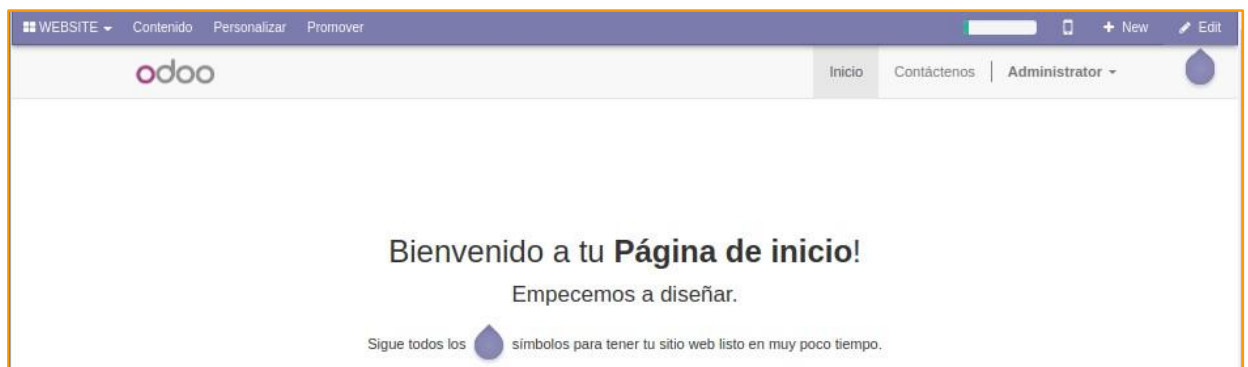 WEBSITE Contenido Personalizar Promover + New Edit
odoo Inicio Contáctenos Administrator
Bienvenido a tu Página de inicio!
Empecemos a diseñar.
Sigue todos los símbolos para tener tu sitio web listo en muy poco tiempo.